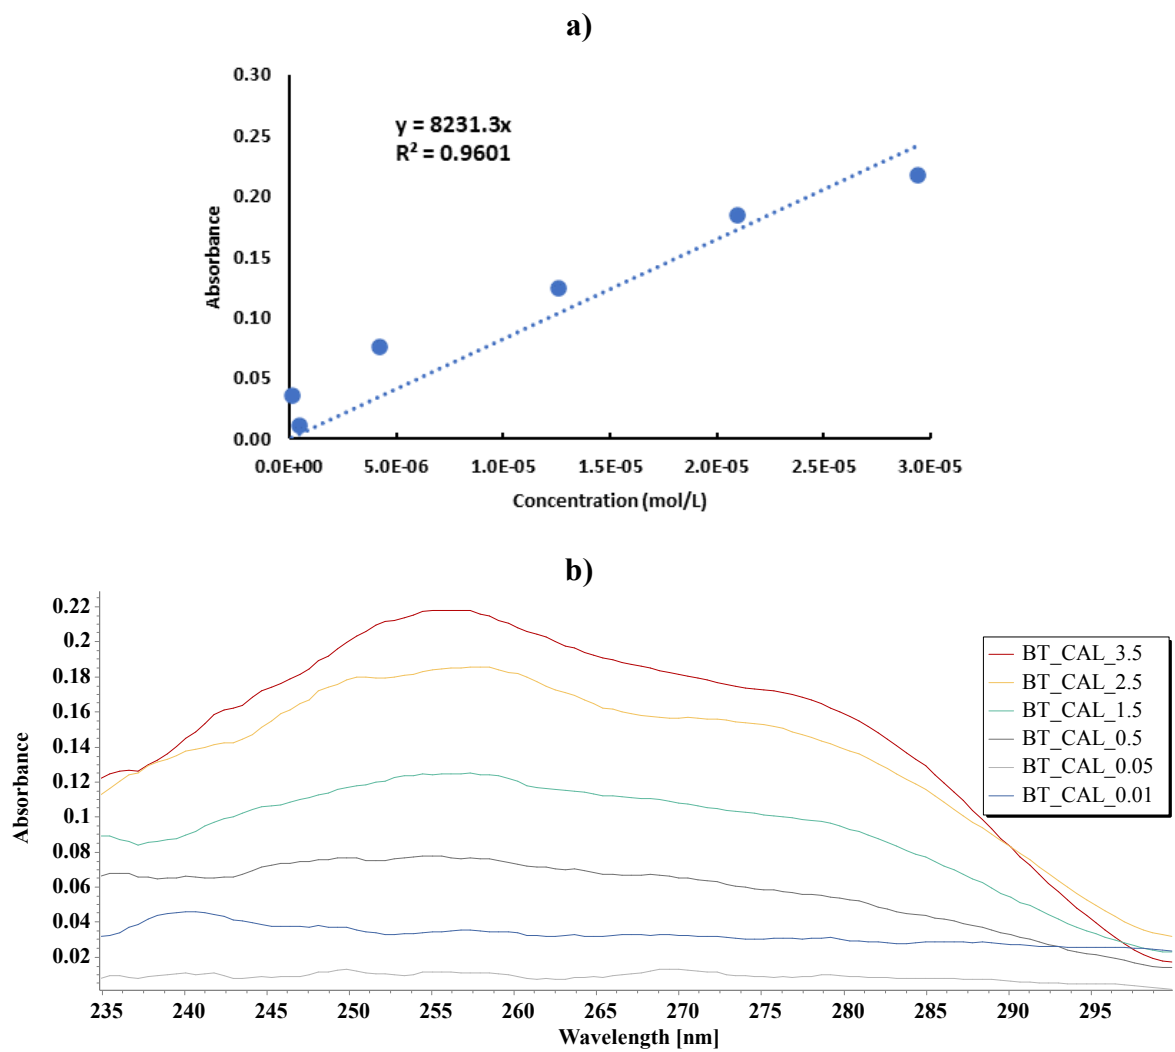 a)
0.30
0.25
0.20
0.15
0.10
0.05
0.00
Absorbance
y = 8231.3x
R² = 0.9601
0.0E+00 5.0E-06 1.0E-05 1.5E-05 2.0E-05 2.5E-05 3.0E-05
Concentration (mol/L)
b)
0.22
0.2
0.18
0.16
0.14
0.12
0.1
0.08
0.06
0.04
0.02
Absorbance
BT_CAL_3.5
BT_CAL_2.5
BT_CAL_1.5
BT_CAL_0.5
BT_CAL_0.05
BT_CAL_0.01
235 240 245 250 255 260 265 270 275 280 285 290 295
Wavelength [nm]